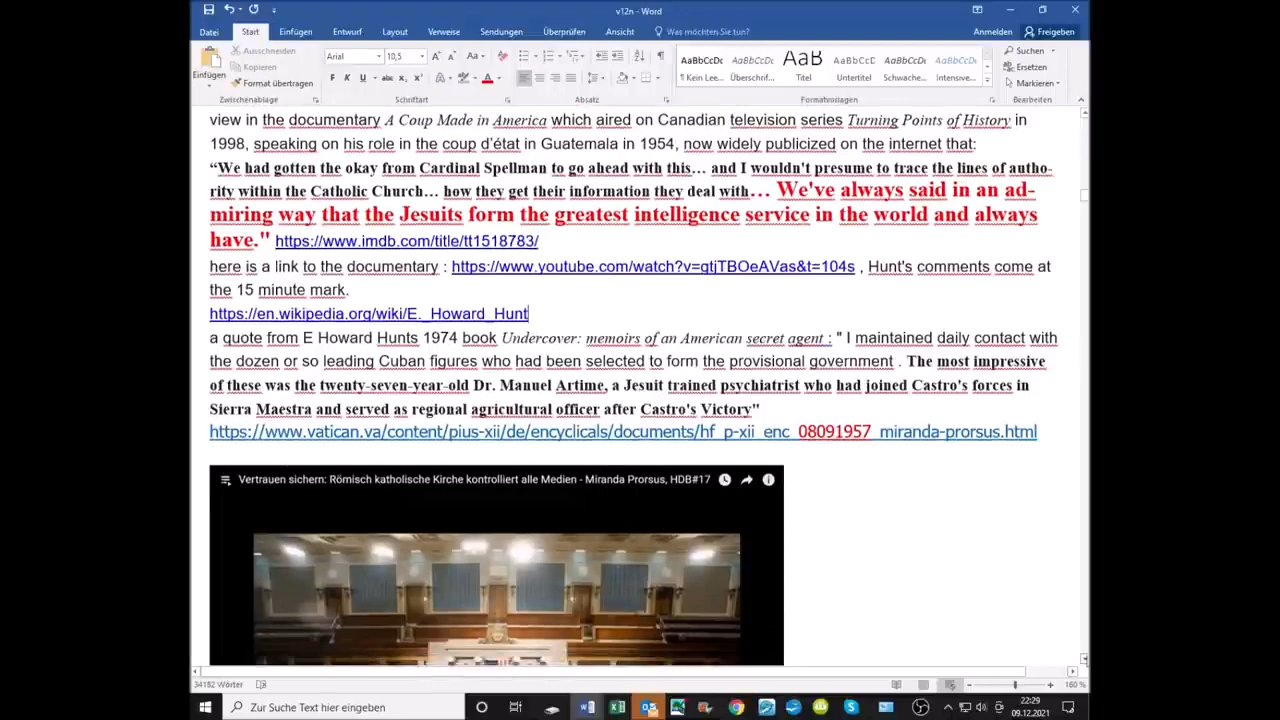 v12n - Word
Datei Start Einfügen Entwurf Layout Verweise Sendungen Überprüfen Ansicht Was möchten Sie tun? Anmelden Freigeben
Einfügen
Ausschneiden
Kopieren
Format übertragen
Arial 10,5
AaBbCcDc AaBbCcDc AaB AaBbCcD AaBbCcDc AaBbCcDc
¶ Kein Lee... Überschrif... Titel Untertitel Schwache... Intensive...
Suchen
Ersetzen
Markieren
Zwischenablage Schriftart Absatz Formatvorlagen Bearbeiten
view in the documentary A Coup Made in America which aired on Canadian television series Turning Points of History in
1998, speaking on his role in the coup d'état in Guatemala in 1954, now widely publicized on the internet that:
“We had gotten the okay from Cardinal Spellman to go ahead with this… and I wouldn't presume to trace the lines of autho-
rity within the Catholic Church… how they get their information they deal with… We've always said in an ad-
miring way that the Jesuits form the greatest intelligence service in the world and always
have." https://www.imdb.com/title/tt1518783/
here is a link to the documentary : https://www.youtube.com/watch?v=gtjTBOeAVas&t=104s , Hunt's comments come at
the 15 minute mark.
https://en.wikipedia.org/wiki/E._Howard_Hunt
a quote from E Howard Hunts 1974 book Undercover: memoirs of an American secret agent : " I maintained daily contact with
the dozen or so leading Cuban figures who had been selected to form the provisional government . The most impressive
of these was the twenty-seven-year-old Dr. Manuel Artime, a Jesuit trained psychiatrist who had joined Castro's forces in
Sierra Maestra and served as regional agricultural officer after Castro's Victory"
https://www.vatican.va/content/pius-xii/de/encyclicals/documents/hf_p-xii_enc_08091957_miranda-prorsus.html
Vertrauen sichern: Römisch katholische Kirche kontrolliert alle Medien - Miranda Prorsus, HDB#17
34182 Wörter 160 %
Zur Suche Text hier eingeben
22:29
09.12.2021